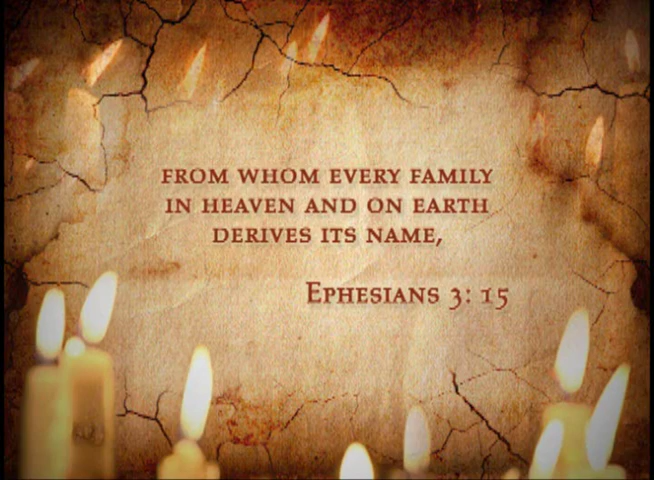 FROM WHOM EVERY FAMILY
IN HEAVEN AND ON EARTH
DERIVES ITS NAME,
EPHESIANS 3: 15